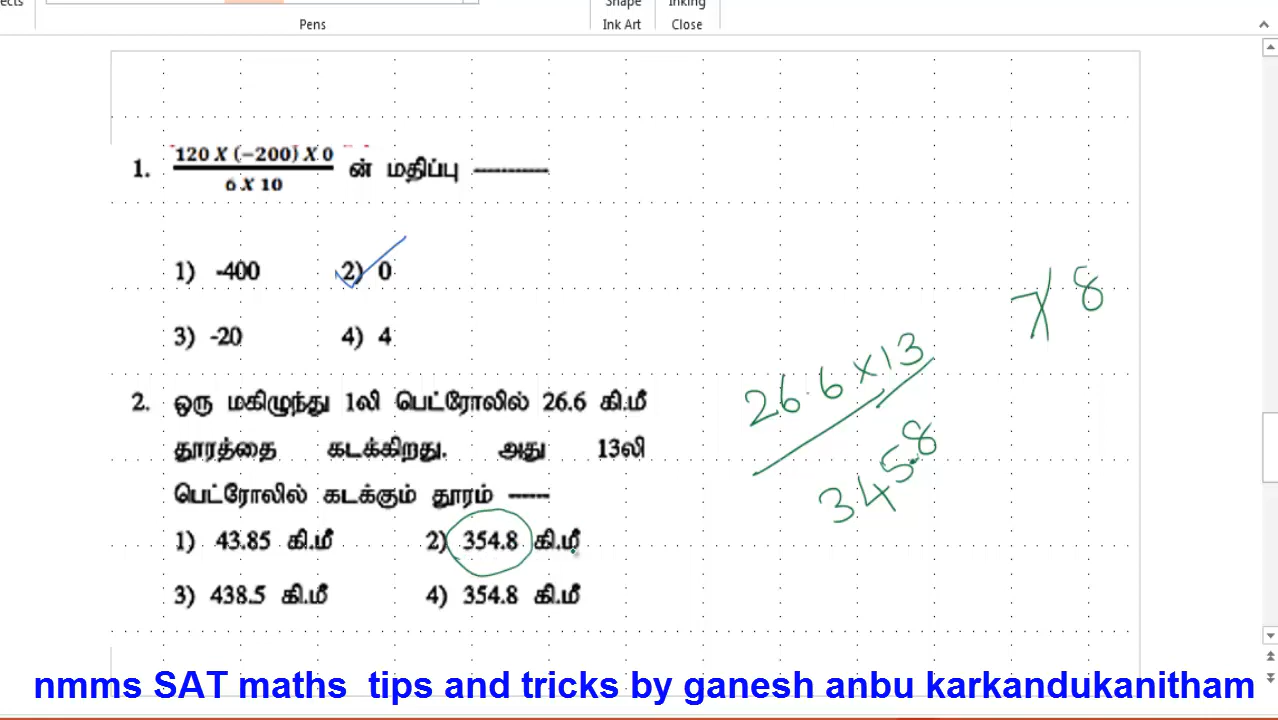 Shape
Inking
Pens
Ink Art
Close
1. 120 X (−200) X 0 / 6 X 10 ன் மதிப்பு -----------
1) -400 2) 0
3) -20 4) 4
2. ஒரு மகிழுந்து 1லி பெட்ரோலில் 26.6 கி.மீ
தூரத்தை கடக்கிறது. அது 13லி
பெட்ரோலில் கடக்கும் தூரம் -----
1) 43.85 கி.மீ 2) 354.8 கி.மீ
3) 438.5 கி.மீ 4) 354.8 கி.மீ
26.6 x 13
345.8
8
nmms SAT maths tips and tricks by ganesh anbu karkandukanitham